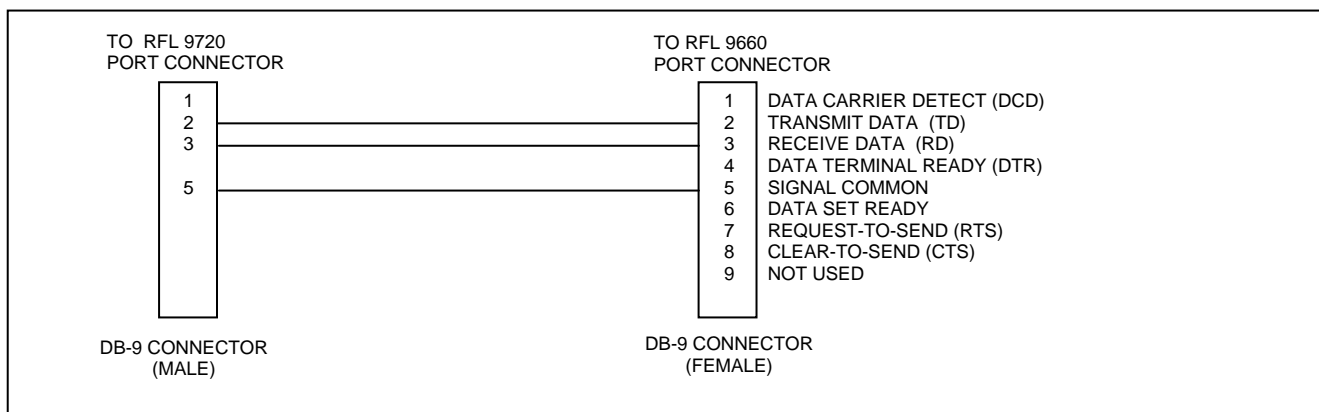 TO RFL 9720
PORT CONNECTOR
1
2
3
5
DB-9 CONNECTOR
(MALE)
TO RFL 9660
PORT CONNECTOR
1 DATA CARRIER DETECT (DCD)
2 TRANSMIT DATA (TD)
3 RECEIVE DATA (RD)
4 DATA TERMINAL READY (DTR)
5 SIGNAL COMMON
6 DATA SET READY
7 REQUEST-TO-SEND (RTS)
8 CLEAR-TO-SEND (CTS)
9 NOT USED
DB-9 CONNECTOR
(FEMALE)